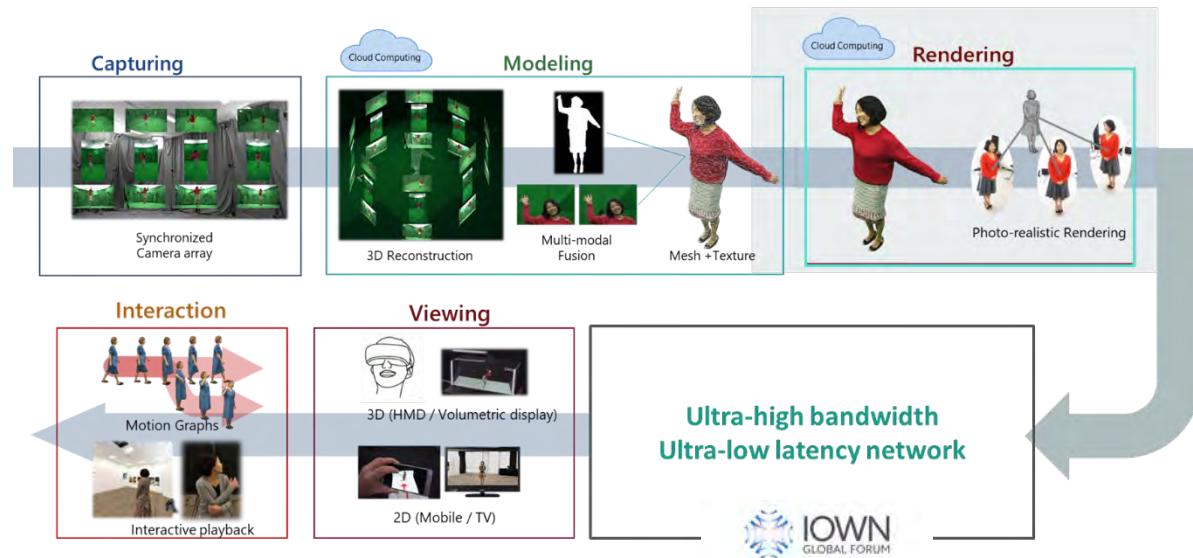 Capturing
Synchronized
Camera array
Cloud Computing
Modeling
3D Reconstruction
Multi-modal
Fusion
Mesh +Texture
Cloud Computing
Rendering
Photo-realistic Rendering
Interaction
Motion Graphs
Interactive playback
Viewing
3D (HMD / Volumetric display)
2D (Mobile / TV)
Ultra-high bandwidth
Ultra-low latency network
IOWN
GLOBAL FORUM